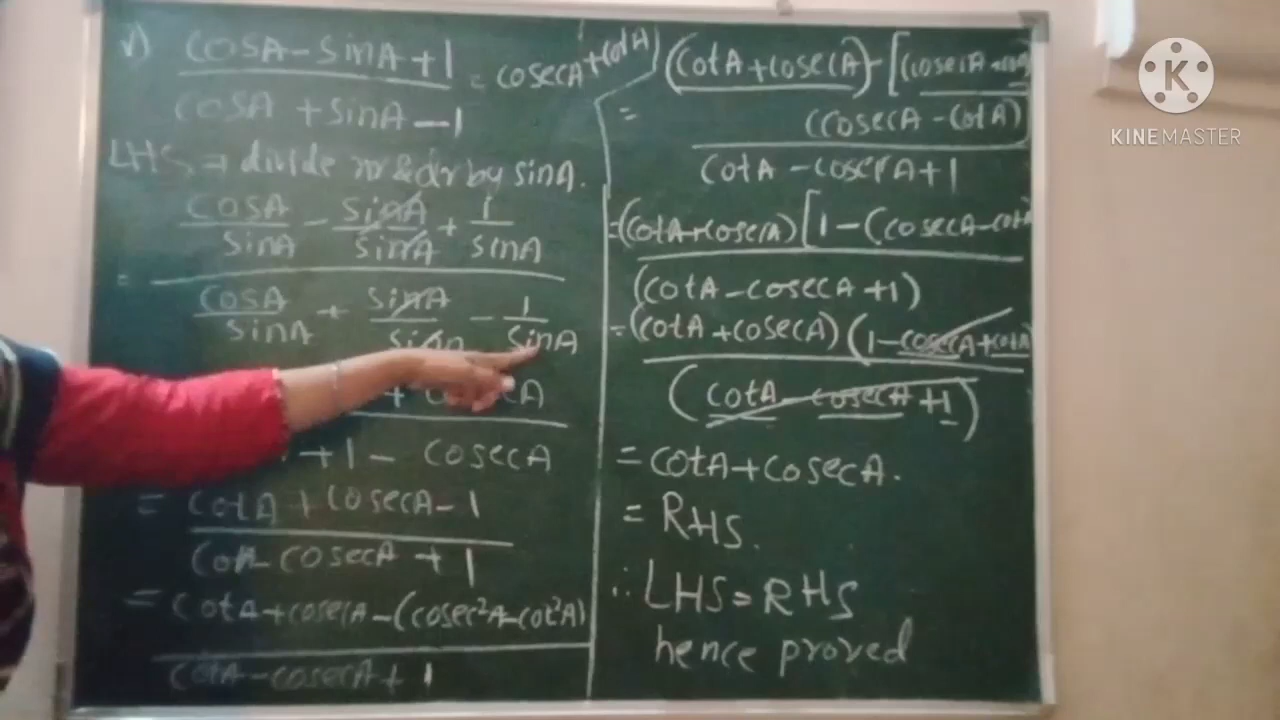 v) cosA - sinA + 1 = cosecA + cotA
cosA + sinA - 1
LHS → divide nr & dr by sinA.
cosA/sinA - sinA/sinA + 1/sinA
= cosA/sinA + sinA/sinA - 1/sinA
+ A
+ 1 - cosecA
= cotA + cosecA - 1
cotA - cosecA + 1
= cotA + cosecA - (cosec²A - cot²A)
cotA - cosecA + 1
= (cotA + cosecA) - [(cosecA +
(cosecA - cotA)
cotA - cosecA + 1
= (cotA + cosecA) [1 - (cosecA - cotA
(cotA - cosecA + 1)
= (cotA + cosecA) (1 - cosecA + cotA)
(cotA - cosecA + 1)
= cotA + cosecA.
= RHS.
∴ LHS = RHS
hence proved
K
KINEMASTER